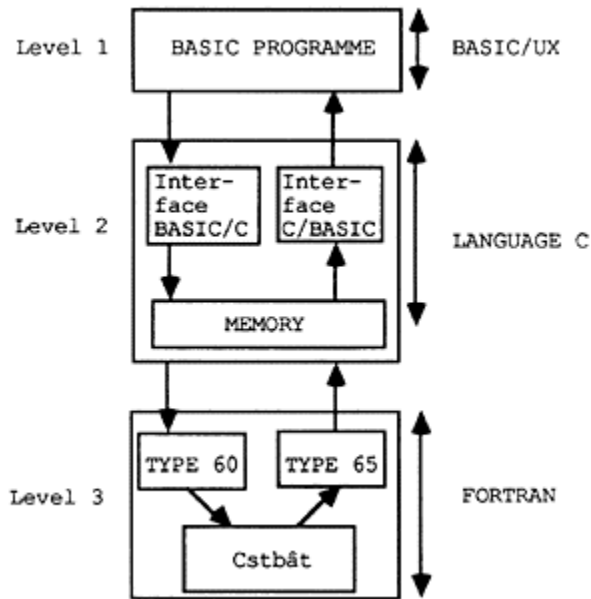 Level 1
BASIC PROGRAMME
BASIC/UX
Level 2
Inter-
face
BASIC/C
Inter-
face
C/BASIC
LANGUAGE C
MEMORY
Level 3
TYPE 60
TYPE 65
FORTRAN
Cstbât